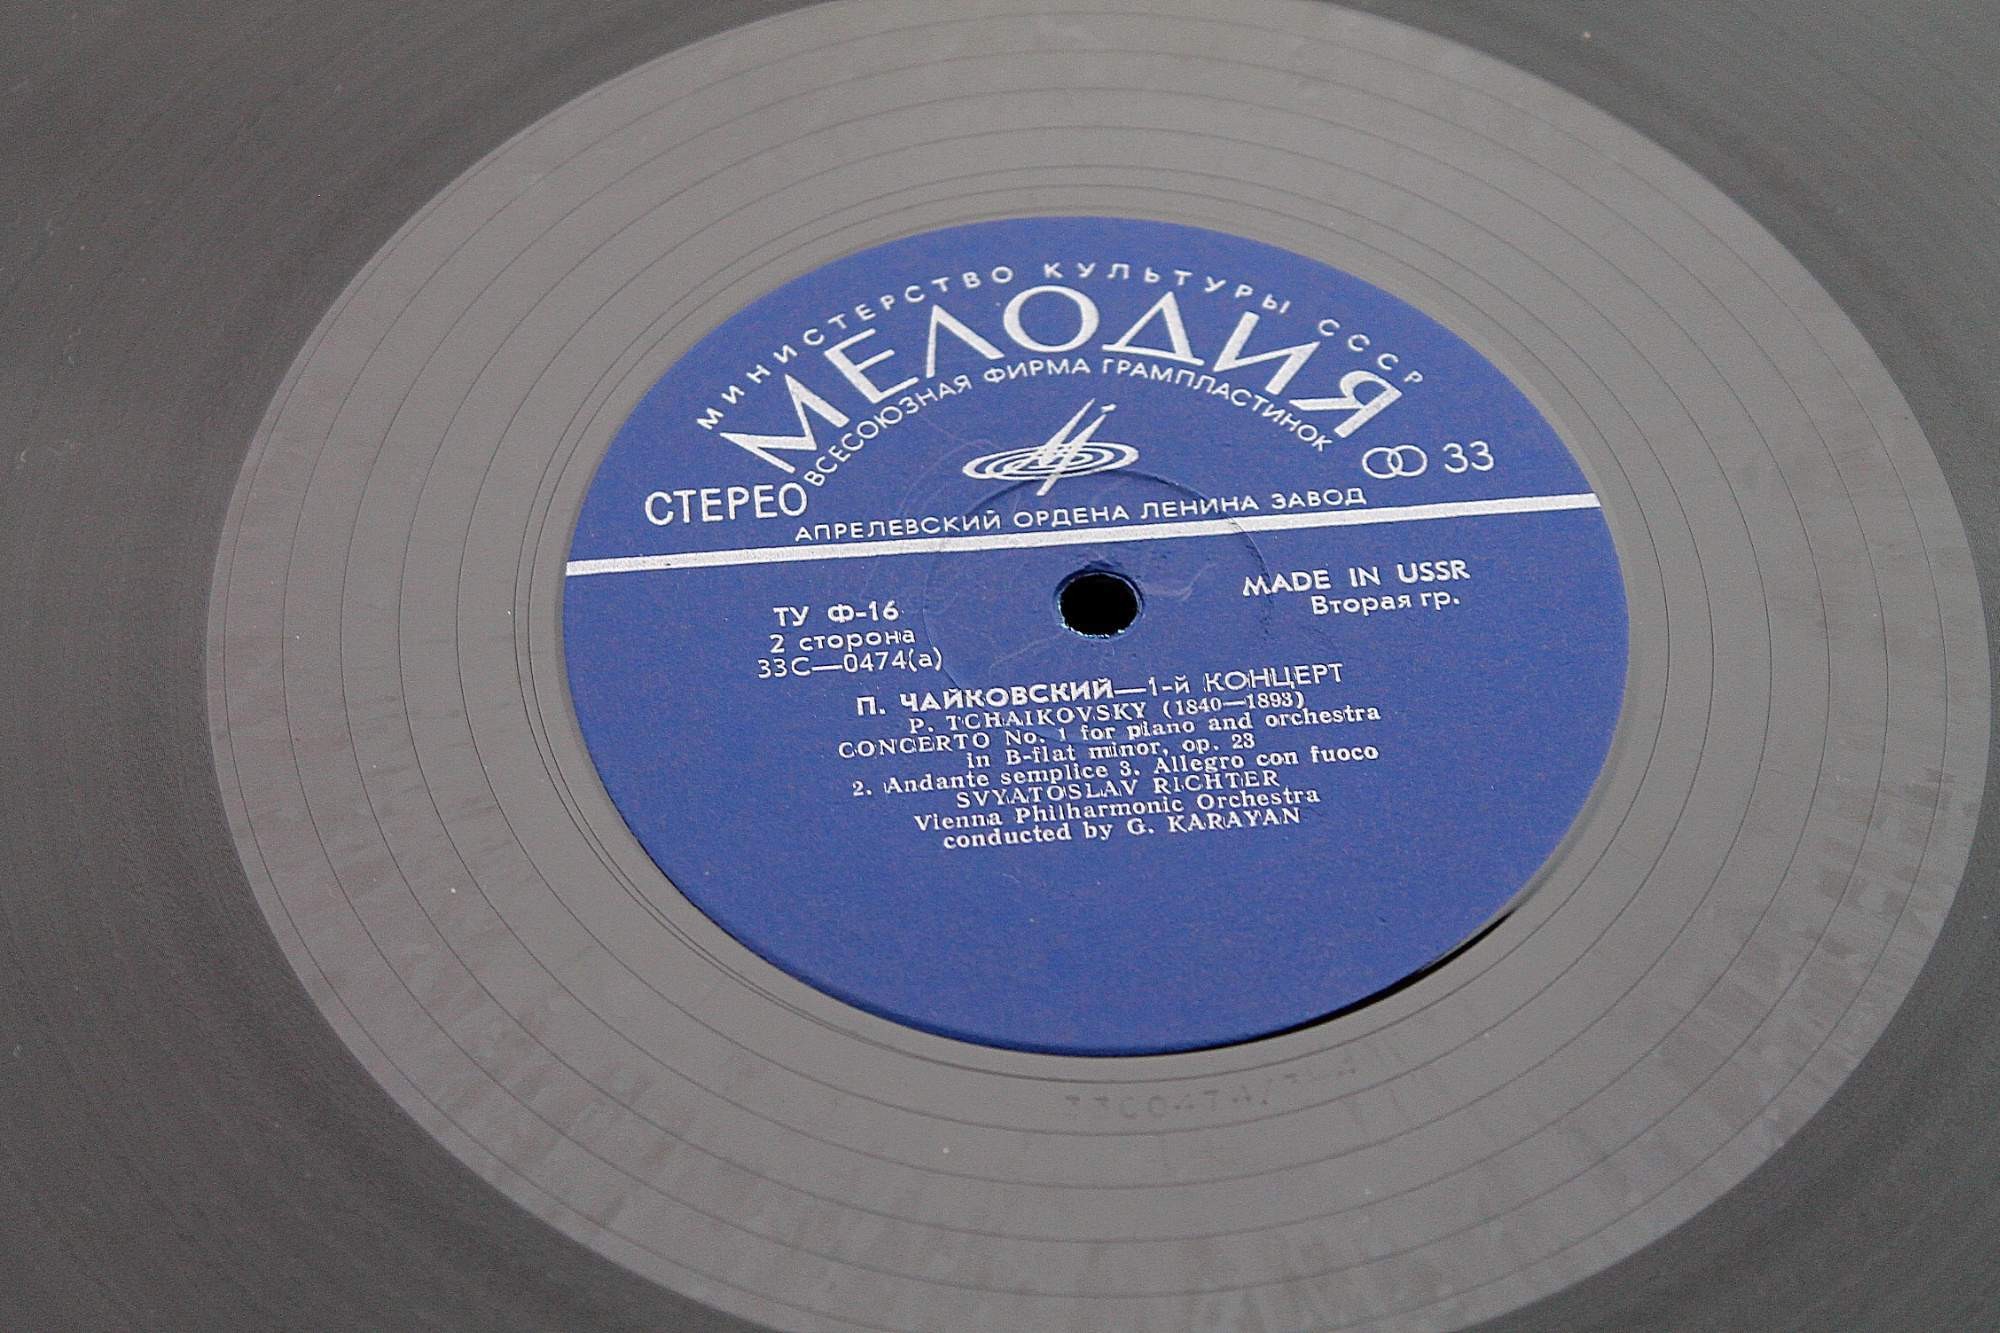 МИНИСТЕРСТВО КУЛЬТУРЫ СССР
МЕЛОДИЯ
ВСЕСОЮЗНАЯ ФИРМА ГРАМПЛАСТИНОК
СТЕРЕО
33
АПРЕЛЕВСКИЙ ОРДЕНА ЛЕНИНА ЗАВОД
MADE IN USSR
Вторая гр.
ТУ Ф-16
2 сторона
33С—0474(а)
П. ЧАЙКОВСКИЙ—1-й КОНЦЕРТ
P. TCHAIKOVSKY (1840—1893)
CONCERTO No. 1 for piano and orchestra
in B-flat minor, op. 23
2. Andante semplice 3. Allegro con fuoco
SVYATOSLAV RICHTER
Vienna Philharmonic Orchestra
conducted by G. KARAYAN